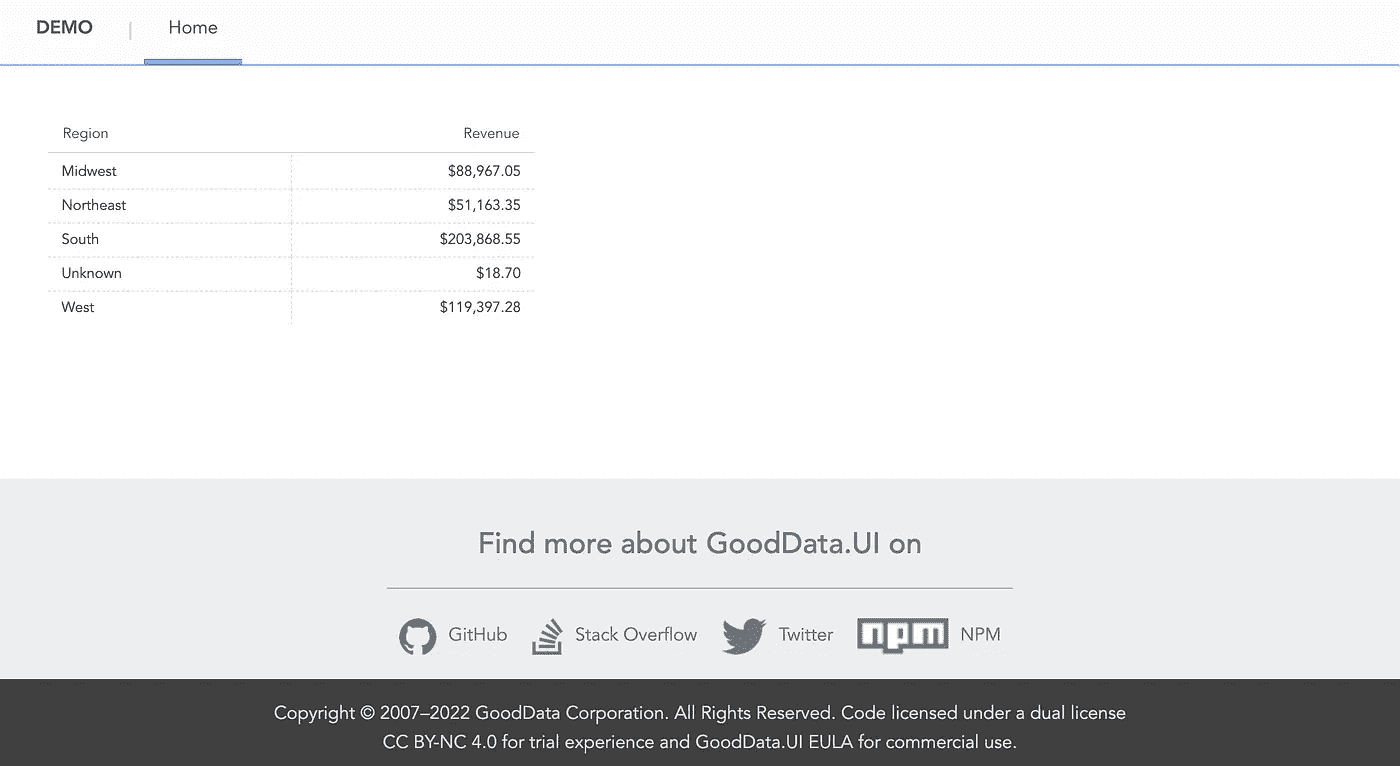 DEMO | Home
Region Revenue
Midwest $88,967.05
Northeast $51,163.35
South $203,868.55
Unknown $18.70
West $119,397.28
Find more about GoodData.UI on
GitHub Stack Overflow Twitter npm NPM
Copyright © 2007–2022 GoodData Corporation. All Rights Reserved. Code licensed under a dual license
CC BY-NC 4.0 for trial experience and GoodData.UI EULA for commercial use.